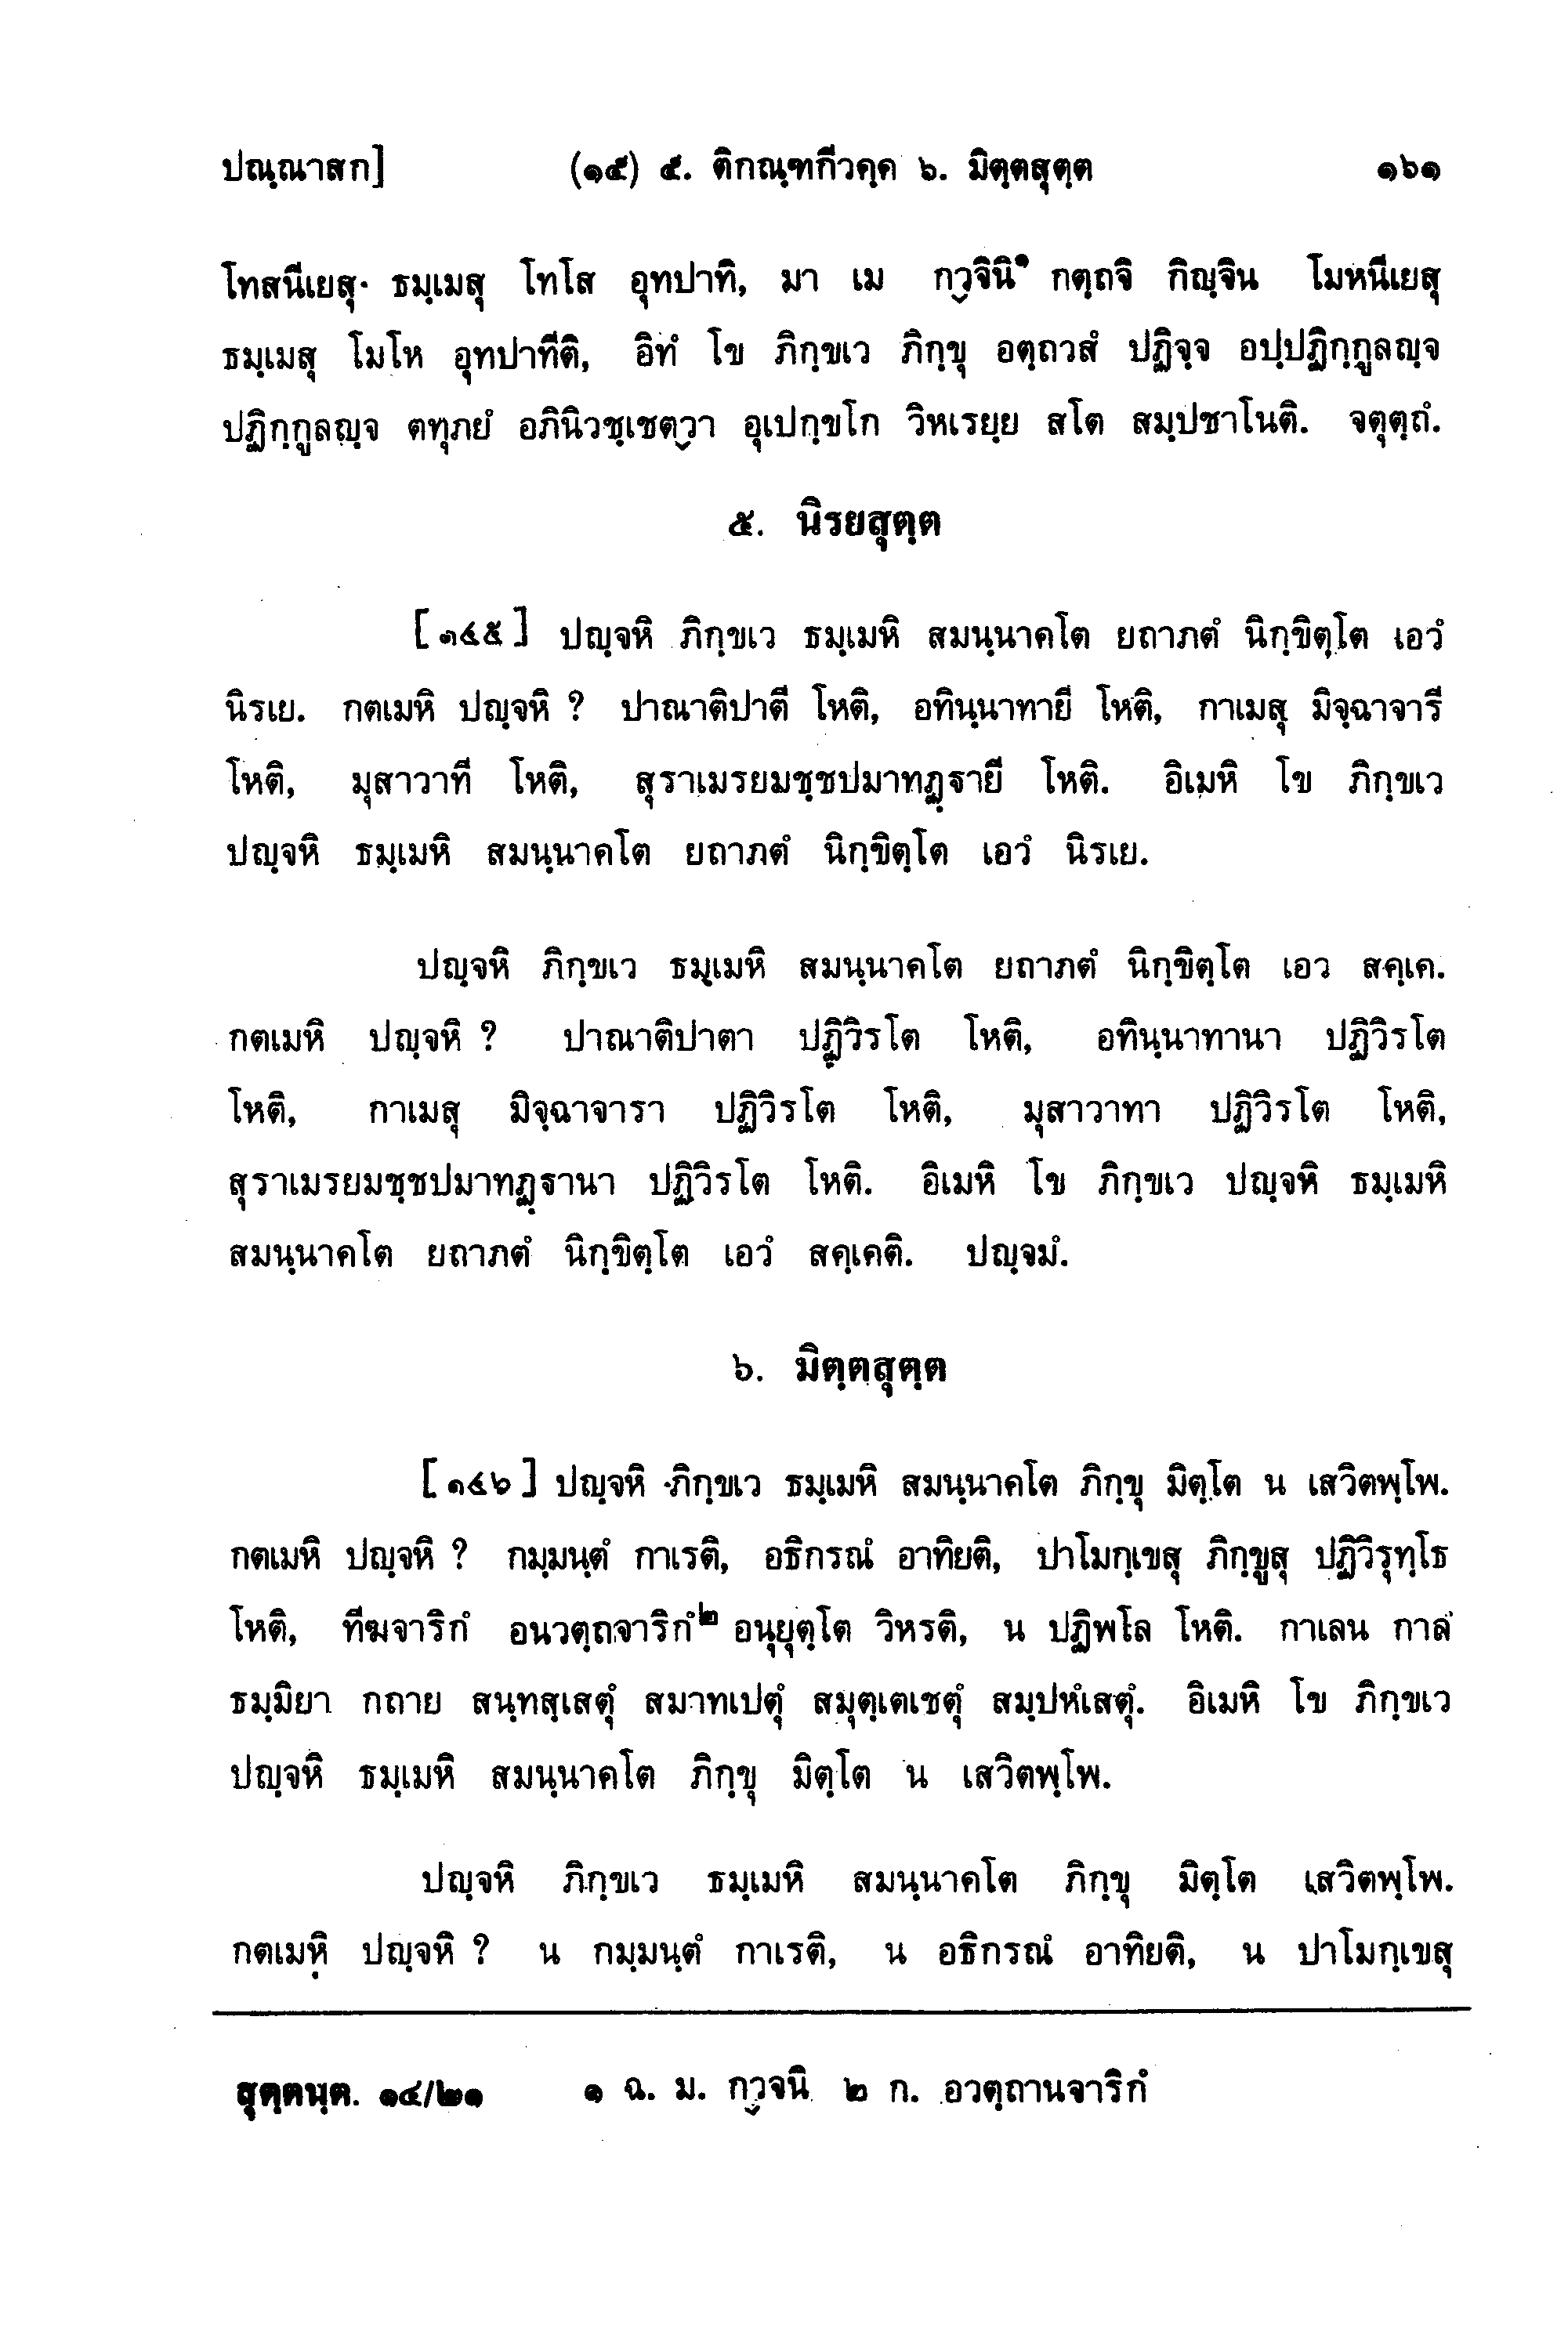 ปณฺณาสก] (๑๕) ๕. ติกณฺฑกีวคฺค ๖. มิตฺตสุตฺต ๑๖๑
โทสนีเยสุ ธมฺเมสุ โทโส อุทปาทิ, มา เม กฺวจินิ๑ กตฺถจิ กิญฺจิน โมหนีเยสุ
ธมฺเมสุ โมโห อุทปาทีติ, อิทํ โข ภิกฺขเว ภิกฺขุ อตฺถวสํ ปฏิจฺจ อปฺปฏิกฺกูลญฺจ
ปฏิกฺกูลญฺจ ตทุภยํ อภินิวชฺเชตฺวา อุเปกฺขโก วิหเรยฺย สโต สมฺปชาโนติ. จตุตฺถํ.
๕. นิรยสุตฺต
[๑๔๕] ปญฺจหิ ภิกฺขเว ธมฺเมหิ สมนฺนาคโต ยถาภตํ นิกฺขิตฺโต เอวํ
นิรเย. กตเมหิ ปญฺจหิ ? ปาณาติปาตี โหติ, อทินฺนาทายี โหติ, กาเมสุ มิจฺฉาจารี
โหติ, มุสาวาที โหติ, สุราเมรยมชฺชปมาทฏฺฐายี โหติ. อิเมหิ โข ภิกฺขเว
ปญฺจหิ ธมฺเมหิ สมนฺนาคโต ยถาภตํ นิกฺขิตฺโต เอวํ นิรเย.
ปญฺจหิ ภิกฺขเว ธมฺเมหิ สมนฺนาคโต ยถาภตํ นิกฺขิตฺโต เอว สคฺเค.
กตเมหิ ปญฺจหิ ? ปาณาติปาตา ปฏิวิรโต โหติ, อทินฺนาทานา ปฏิวิรโต
โหติ, กาเมสุ มิจฺฉาจารา ปฏิวิรโต โหติ, มุสาวาทา ปฏิวิรโต โหติ,
สุราเมรยมชฺชปมาทฏฺฐานา ปฏิวิรโต โหติ. อิเมหิ โข ภิกฺขเว ปญฺจหิ ธมฺเมหิ
สมนฺนาคโต ยถาภตํ นิกฺขิตฺโต เอวํ สคฺเคติ. ปญฺจมํ.
๖. มิตฺตสุตฺต
[๑๔๖] ปญฺจหิ ภิกฺขเว ธมฺเมหิ สมนฺนาคโต ภิกฺขุ มิตฺโต น เสวิตพฺโพ.
กตเมหิ ปญฺจหิ ? กมฺมนฺตํ กาเรติ, อธิกรณํ อาทิยติ, ปาโมกฺเขสุ ภิกฺขูสุ ปฏิวิรุทฺโธ
โหติ, ทีฆจาริกํ อนวตฺถจาริกํ๒ อนุยุตฺโต วิหรติ, น ปฏิพโล โหติ. กาเลน กาลํ
ธมฺมิยา กถาย สนฺทสฺเสตุํ สมาทเปตุํ สมุตฺเตเชตุํ สมฺปหํเสตุํ. อิเมหิ โข ภิกฺขเว
ปญฺจหิ ธมฺเมหิ สมนฺนาคโต ภิกฺขุ มิตฺโต น เสวิตพฺโพ.
ปญฺจหิ ภิกฺขเว ธมฺเมหิ สมนฺนาคโต ภิกฺขุ มิตฺโต เสวิตพฺโพ.
กตเมหิ ปญฺจหิ ? น กมฺมนฺตํ กาเรติ, น อธิกรณํ อาทิยติ, น ปาโมกฺเขสุ
สุตฺตนฺต. ๑๔/๒๑ ๑ ฉ. ม. กฺวจนิ ๒ ก. อวตฺถานจาริกํ